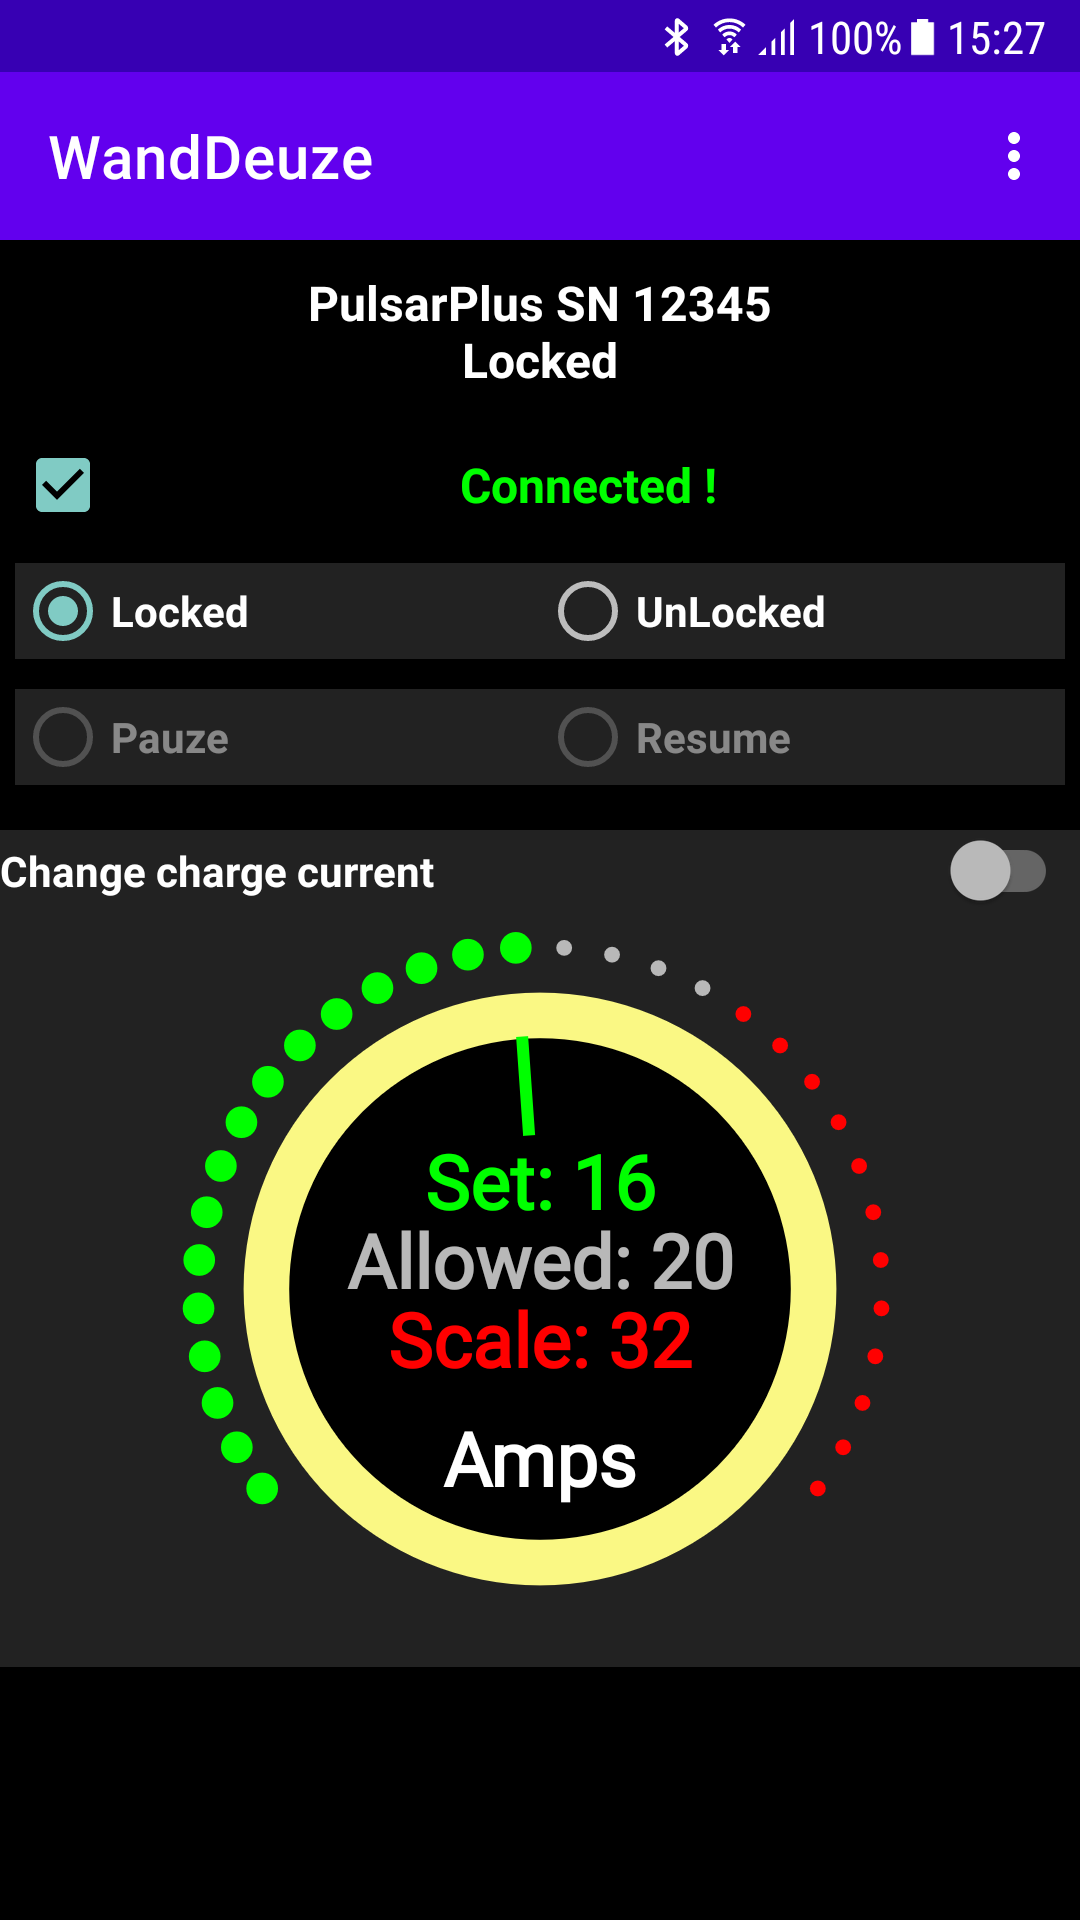 100% 15:27
WandDeuze
PulsarPlus SN 12345
Locked
Connected !
Locked UnLocked
Pauze Resume
Change charge current
Set: 16
Allowed: 20
Scale: 32
Amps